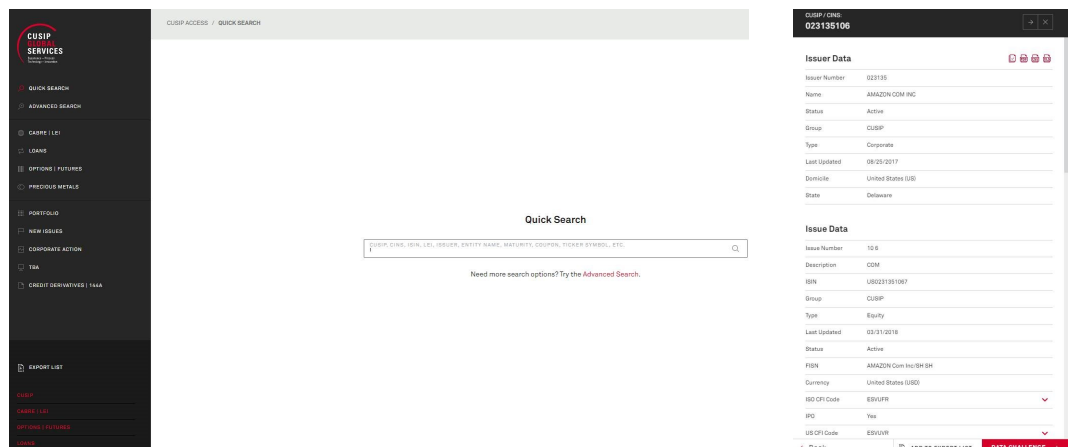 CUSIP
GLOBAL
SERVICES
CUSIP ACCESS / QUICK SEARCH
QUICK SEARCH
ADVANCED SEARCH
CABRE | LEI
LOANS
OPTIONS | FUTURES
PRECIOUS METALS
PORTFOLIO
NEW ISSUES
CORPORATE ACTION
TBA
CREDIT DERIVATIVES | 144A
EXPORT LIST
CUSIP
CABRE | LEI
OPTIONS | FUTURES
LOANS
Quick Search
CUSIP, CINS, ISIN, LEI, ISSUER, ENTITY NAME, MATURITY, COUPON, TICKER SYMBOL, ETC.
Need more search options? Try the Advanced Search.
CUSIP / CINS:
023135106
Issuer Data
Issuer Number 023135
Name AMAZON COM INC
Status Active
Group CUSIP
Type Corporate
Last Updated 08/25/2017
Domicile United States (US)
State Delaware
Issue Data
Issue Number 10 6
Description COM
ISIN US0231351067
Group CUSIP
Type Equity
Last Updated 03/31/2018
Status Active
FISN AMAZON Com Inc/SH SH
Currency United States (USD)
ISO CFI Code ESVUFR
IPO Yes
US CFI Code ESVUVR
Back
ADD TO EXPORT LIST
DATA CHALLENGE